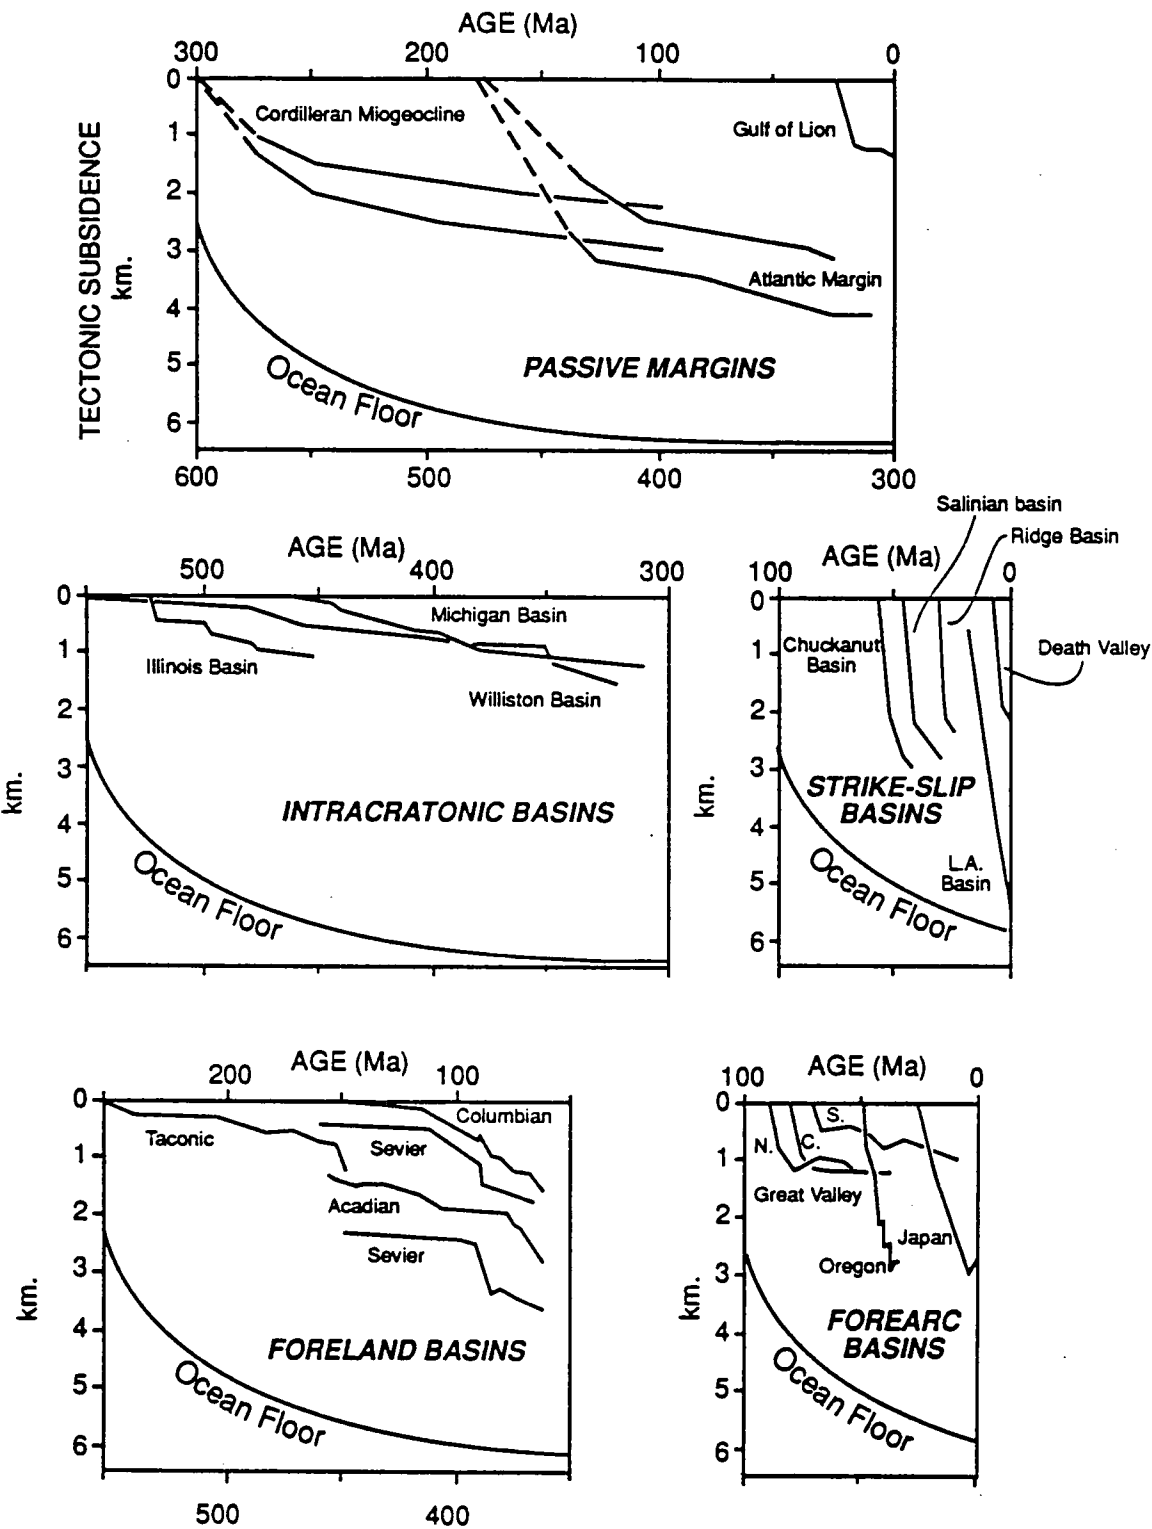 AGE (Ma)
300 200 100 0
0
1
2
3
4
5
6
TECTONIC SUBSIDENCE
km.
Cordilleran Miogeocline
Gulf of Lion
Atlantic Margin
PASSIVE MARGINS
Ocean Floor
600 500 400 300
AGE (Ma)
500 400 300
0
1
2
3
4
5
6
km.
Michigan Basin
Illinois Basin
Williston Basin
INTRACRATONIC BASINS
Ocean Floor
Salinian basin
Ridge Basin
AGE (Ma)
100 0
0
1
2
3
4
5
6
km.
Chuckanut
Basin
Death Valley
STRIKE-SLIP
BASINS
L.A.
Basin
Ocean Floor
AGE (Ma)
200 100
0
1
2
3
4
5
6
km.
Columbian
Taconic
Sevier
Acadian
Sevier
FORELAND BASINS
Ocean Floor
500 400
AGE (Ma)
100 0
0
1
2
3
4
5
6
km.
S.
N. C.
Great Valley
Japan
Oregon
FOREARC
BASINS
Ocean Floor